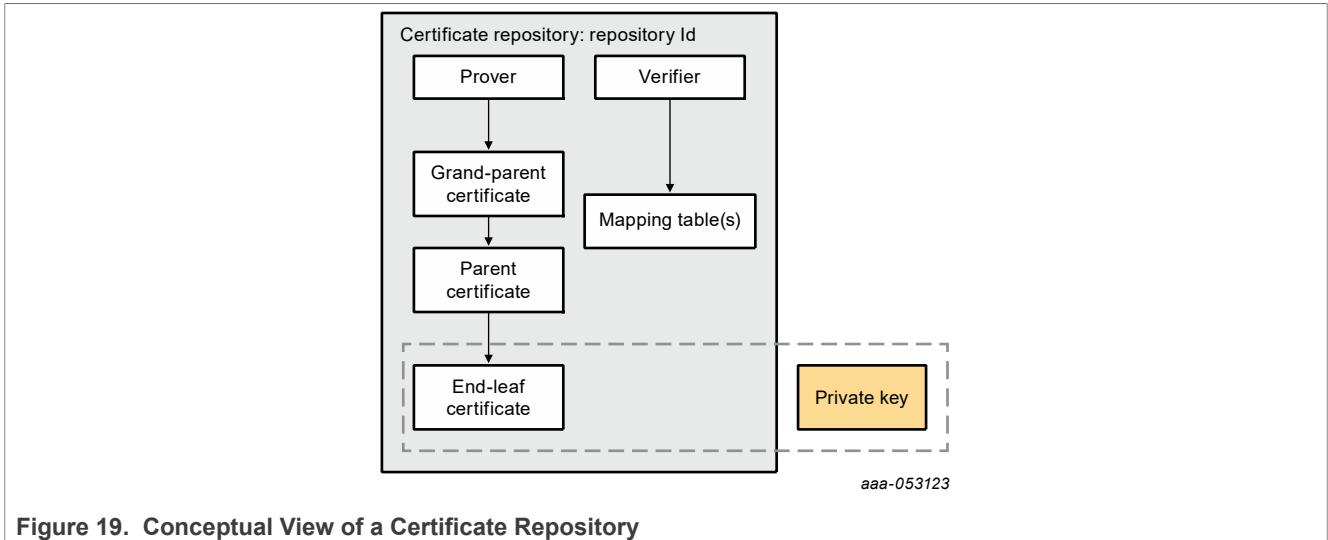 Certificate repository: repository Id
Prover
Verifier
Grand-parent
certificate
Mapping table(s)
Parent
certificate
End-leaf
certificate
Private key
aaa-053123
Figure 19. Conceptual View of a Certificate Repository